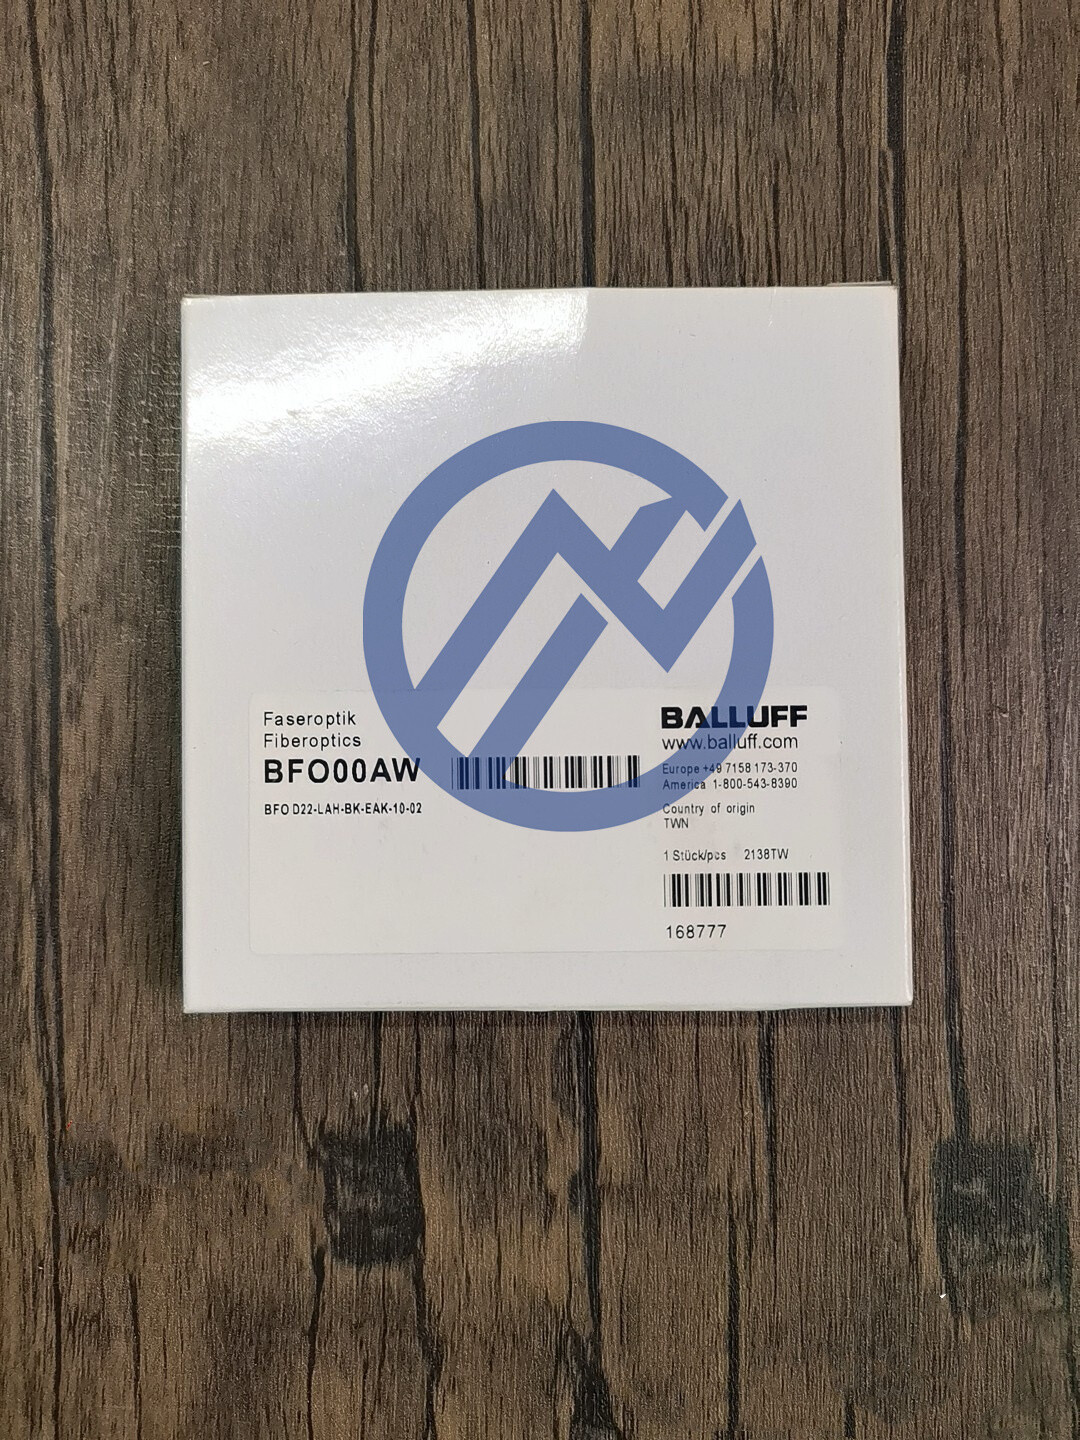 Faseroptik
Fiberoptics
BFO00AW
BFO D22-LAH-BK-EAK-10-02
BALLUFF
www.balluff.com
Europe +49 7158 173-370
America 1-800-543-8390
Country of origin
TWN
1 Stück/pcs 2138TW
168777